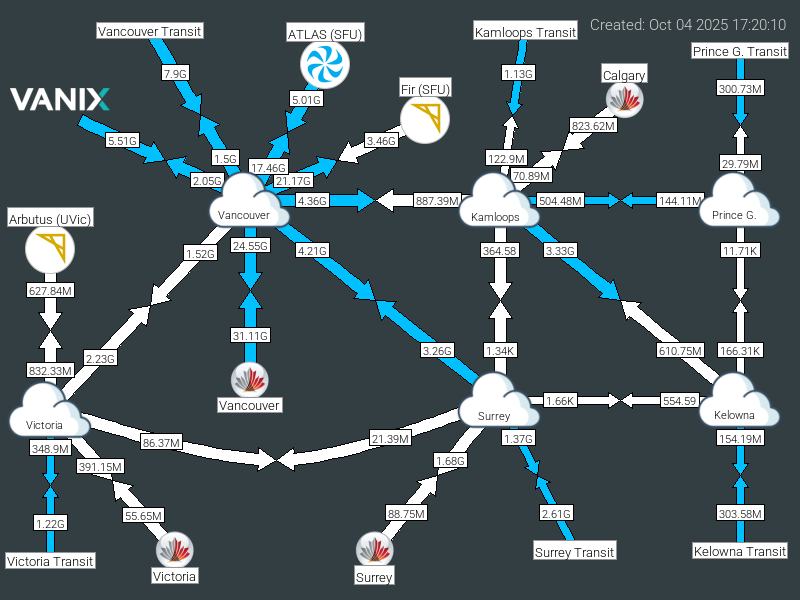 Created: Oct 04 2025 17:20:10
Vancouver Transit
ATLAS (SFU)
Kamloops Transit
Prince G. Transit
7.9G
1.13G
Calgary
300.73M
VANIX
5.01G
Fir (SFU)
5.51G
3.46G
823.62M
1.5G
122.9M
29.79M
2.05G
17.46G
21.17G
70.89M
4.36G
887.39M
504.48M
144.11M
Vancouver
Kamloops
Prince G.
Arbutus (UVic)
1.52G
24.55G
4.21G
364.58
3.33G
11.71K
627.84M
31.11G
2.23G
3.26G
1.34K
610.75M
166.31K
832.33M
Vancouver
1.66K
554.59
Victoria
Surrey
Kelowna
348.9M
86.37M
21.39M
1.37G
154.19M
391.15M
1.68G
1.22G
55.65M
88.75M
2.61G
303.58M
Victoria Transit
Victoria
Surrey
Surrey Transit
Kelowna Transit